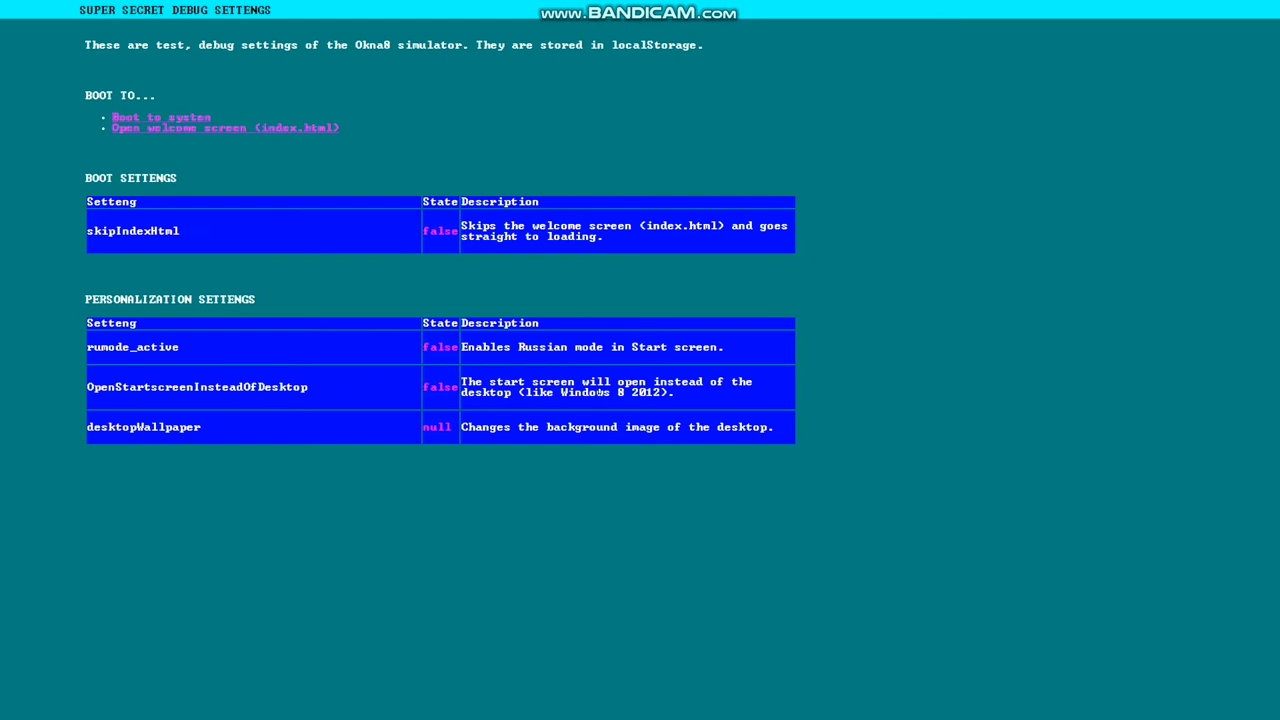 SUPER SECRET DEBUG SETTENGS
www.BANDICAM.COM
These are test, debug settings of the Okna8 simulator. They are stored in localStorage.
BOOT TO...
Boot to system
Open welcome screen (index.html)
BOOT SETTENGS
Setteng State Description
skipIndexHtml false Skips the welcome screen (index.html) and goes
straight to loading.
PERSONALIZATION SETTENGS
Setteng State Description
rumode_active false Enables Russian mode in Start screen.
OpenStartscreenInsteadOfDesktop false The start screen will open instead of the
desktop (like Windows 8 2012).
desktopWallpaper null Changes the background image of the desktop.